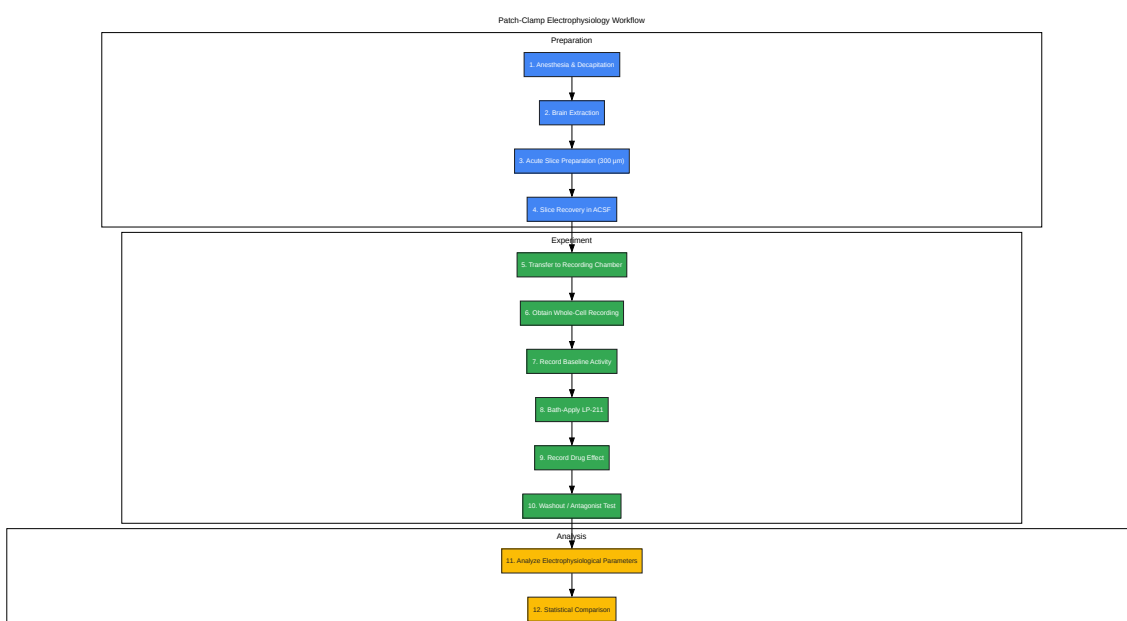 Patch-Clamp Electrophysiology Workflow
Preparation
1. Anesthesia & Decapitation
2. Brain Extraction
3. Acute Slice Preparation (300 µm)
4. Slice Recovery in ACSF
Experiment
5. Transfer to Recording Chamber
6. Obtain Whole-Cell Recording
7. Record Baseline Activity
8. Bath-Apply LP-211
9. Record Drug Effect
10. Washout / Antagonist Test
Analysis
11. Analyze Electrophysiological Parameters
12. Statistical Comparison